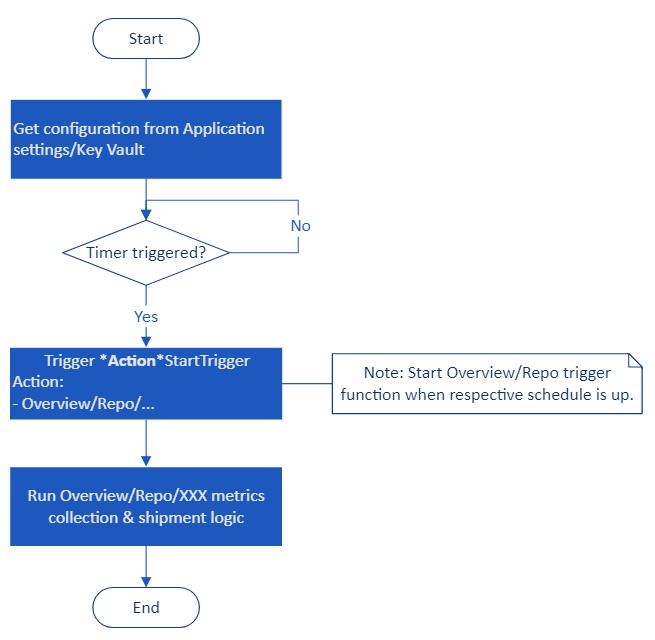 Start
Get configuration from Application
settings/Key Vault
No
Timer triggered?
Yes
Trigger *Action*StartTrigger
Action:
- Overview/Repo/...
Note: Start Overview/Repo trigger
function when respective schedule is up.
Run Overview/Repo/XXX metrics
collection & shipment logic
End